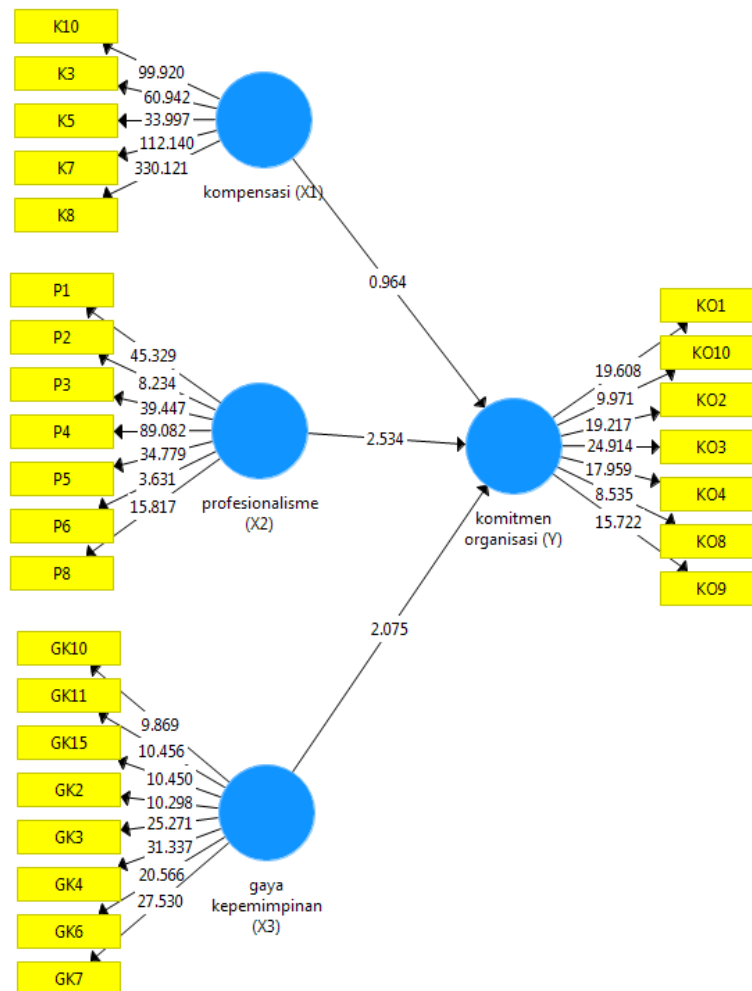 K10
K3
K5
K7
K8
99.920
60.942
33.997
112.140
330.121
kompensasi (X1)
0.964
P1
P2
P3
P4
P5
P6
P8
45.329
8.234
39.447
89.082
34.779
3.631
15.817
profesionalisme
(X2)
2.534
KO1
KO10
KO2
KO3
KO4
KO8
KO9
19.608
9.971
19.217
24.914
17.959
8.535
15.722
komitmen
organisasi (Y)
2.075
GK10
GK11
GK15
GK2
GK3
GK4
GK6
GK7
9.869
10.456
10.450
10.298
25.271
31.337
20.566
27.530
gaya
kepemimpinan
(X3)